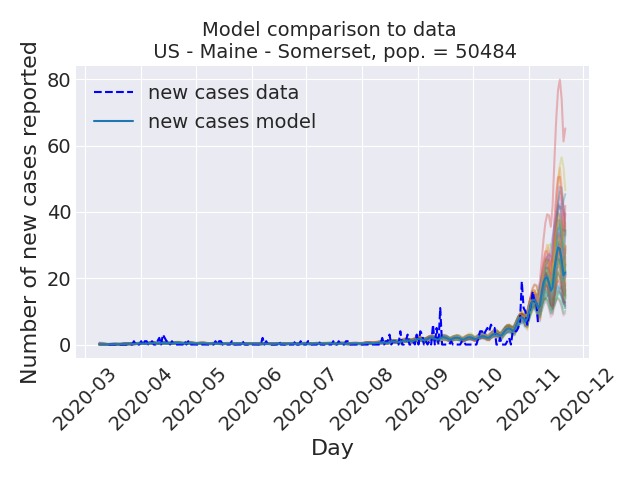 Model comparison to data
US - Maine - Somerset, pop. = 50484
Number of new cases reported
80
60
40
20
0
new cases data
new cases model
2020-03
2020-04
2020-05
2020-06
2020-07
2020-08
2020-09
2020-10
2020-11
2020-12
Day